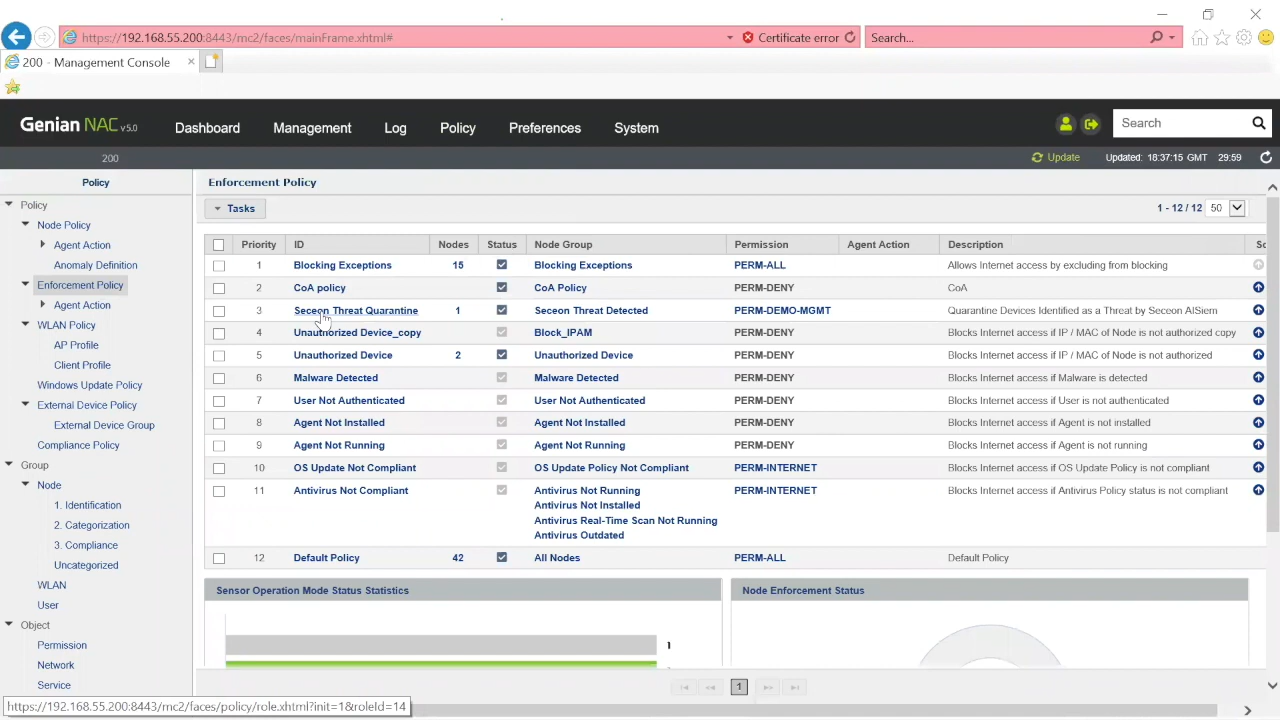 https://192.168.55.200:8443/mc2/faces/mainFrame.xhtml#
Certificate error
Search...
200 - Management Console
Genian NAC v5.0
Dashboard
Management
Log
Policy
Preferences
System
Search
200
Update
Updated: 18:37:15 GMT
29:59
Policy
Enforcement Policy
Policy
Node Policy
Agent Action
Anomaly Definition
Enforcement Policy
Agent Action
WLAN Policy
AP Profile
Client Profile
Windows Update Policy
External Device Policy
External Device Group
Compliance Policy
Group
Node
1. Identification
2. Categorization
3. Compliance
Uncategorized
WLAN
User
Object
Permission
Network
Service
Tasks
1 - 12 / 12 50
Priority ID Nodes Status Node Group Permission Agent Action Description Sc
1 Blocking Exceptions 15 Blocking Exceptions PERM-ALL Allows Internet access by excluding from blocking
2 CoA policy CoA Policy PERM-DENY CoA
3 Seceon Threat Quarantine 1 Seceon Threat Detected PERM-DEMO-MGMT Quarantine Devices Identified as a Threat by Seceon AISiem
4 Unauthorized Device_copy Block_IPAM PERM-DENY Blocks Internet access if IP / MAC of Node is not authorized copy
5 Unauthorized Device 2 Unauthorized Device PERM-DENY Blocks Internet access if IP / MAC of Node is not authorized
6 Malware Detected Malware Detected PERM-DENY Blocks Internet access if Malware is detected
7 User Not Authenticated User Not Authenticated PERM-DENY Blocks Internet access if User is not authenticated
8 Agent Not Installed Agent Not Installed PERM-DENY Blocks Internet access if Agent is not installed
9 Agent Not Running Agent Not Running PERM-DENY Blocks Internet access if Agent is not running
10 OS Update Not Compliant OS Update Policy Not Compliant PERM-INTERNET Blocks Internet access if OS Update Policy is not compliant
11 Antivirus Not Compliant Antivirus Not Running PERM-INTERNET Blocks Internet access if Antivirus Policy status is not compliant
Antivirus Not Installed
Antivirus Real-Time Scan Not Running
Antivirus Outdated
12 Default Policy 42 All Nodes PERM-ALL Default Policy
Sensor Operation Mode Status Statistics
Node Enforcement Status
1
1
https://192.168.55.200:8443/mc2/faces/policy/role.xhtml?init=1&roleId=14